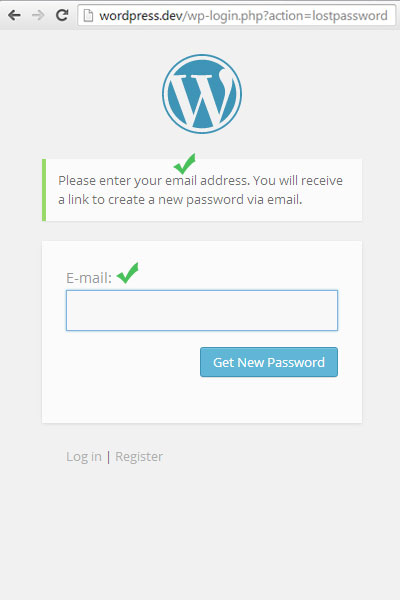 wordpress.dev/wp-login.php?action=lostpassword
W
Please enter your email address. You will receive
a link to create a new password via email.
E-mail:
Get New Password
Log in | Register